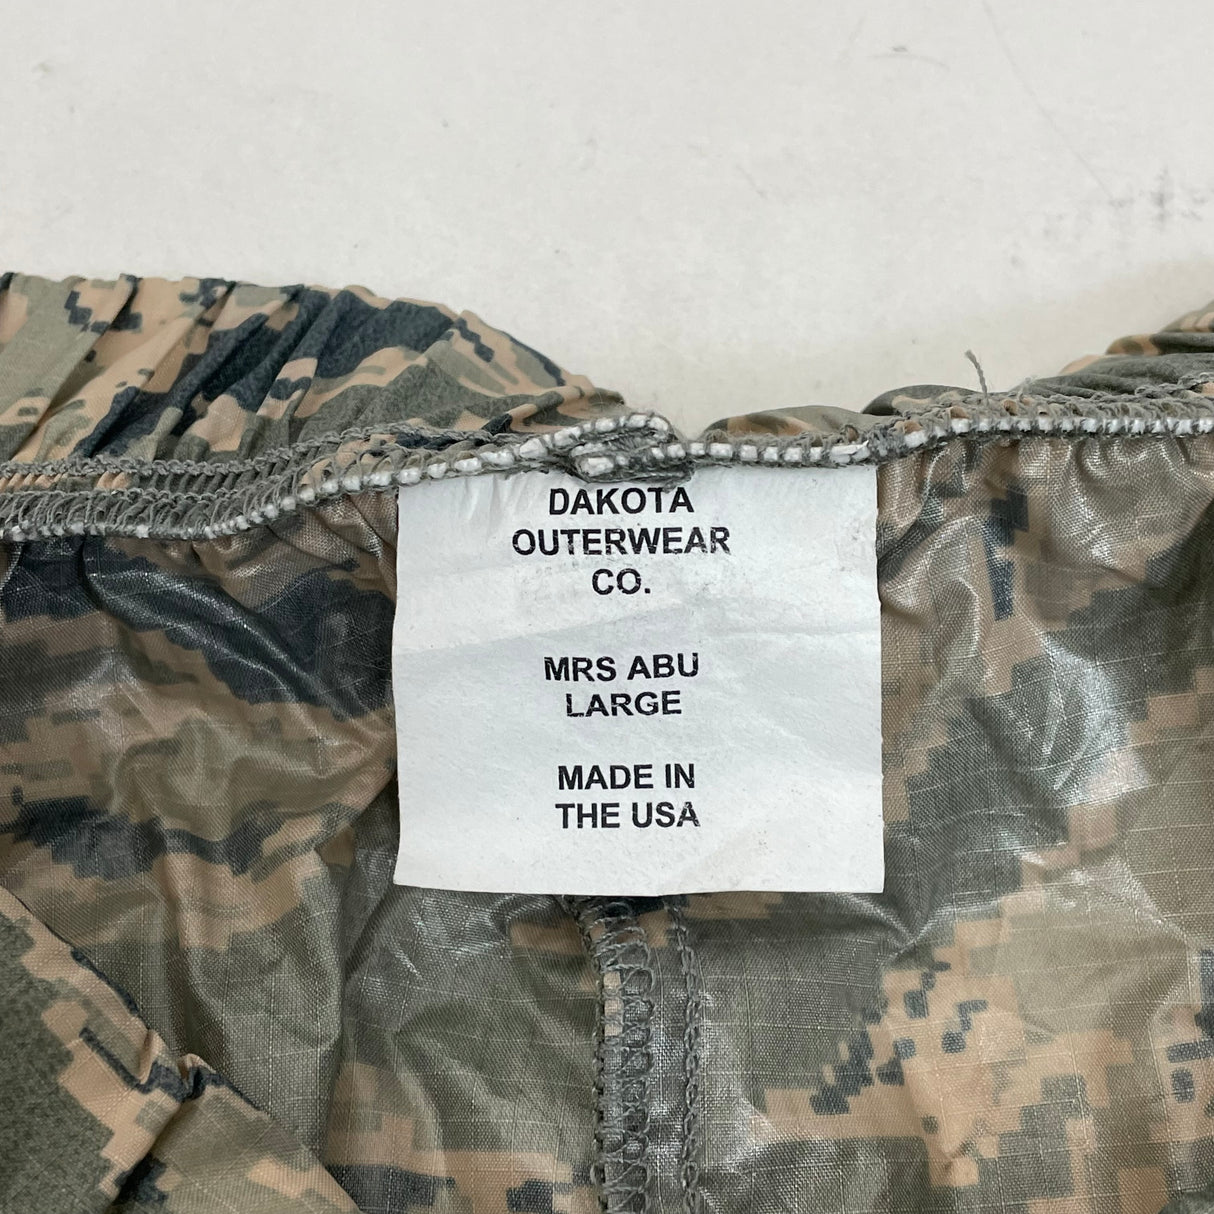 DAKOTA
OUTERWEAR
CO.
MRS ABU
LARGE
MADE IN
THE USA